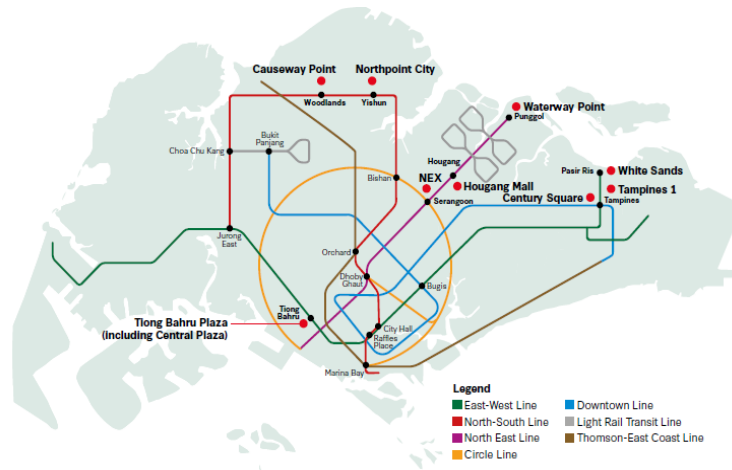 Causeway Point
Northpoint City
Woodlands
Yishun
Waterway Point
Punggol
Choa Chu Kang
Bukit
Panjang
Hougang
Bishan
NEX
Hougang Mall
Serangoon
Pasir Ris
White Sands
Tampines 1
Century Square
Tampines
Jurong
East
Orchard
Dhoby
Ghaut
Bugis
Tiong
Bahru
Tiong Bahru Plaza
(including Central Plaza)
City Hall
Raffles
Place
Marina Bay
Legend
East-West Line
Downtown Line
North-South Line
Light Rail Transit Line
North East Line
Thomson-East Coast Line
Circle Line